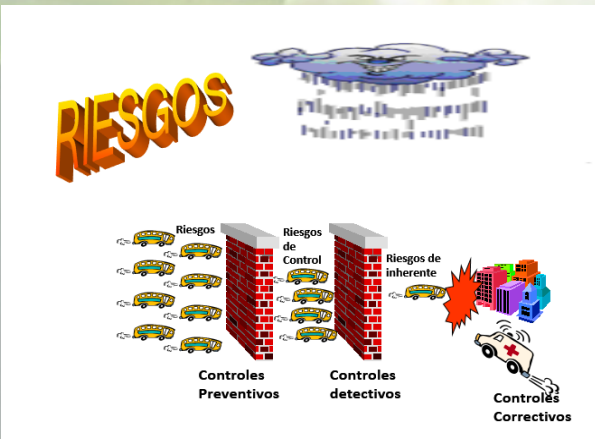 RIESGOS
Riesgos
Riesgos
de
Control
Riesgos de
inherente
Controles
Preventivos
Controles
detectivos
Controles
Correctivos